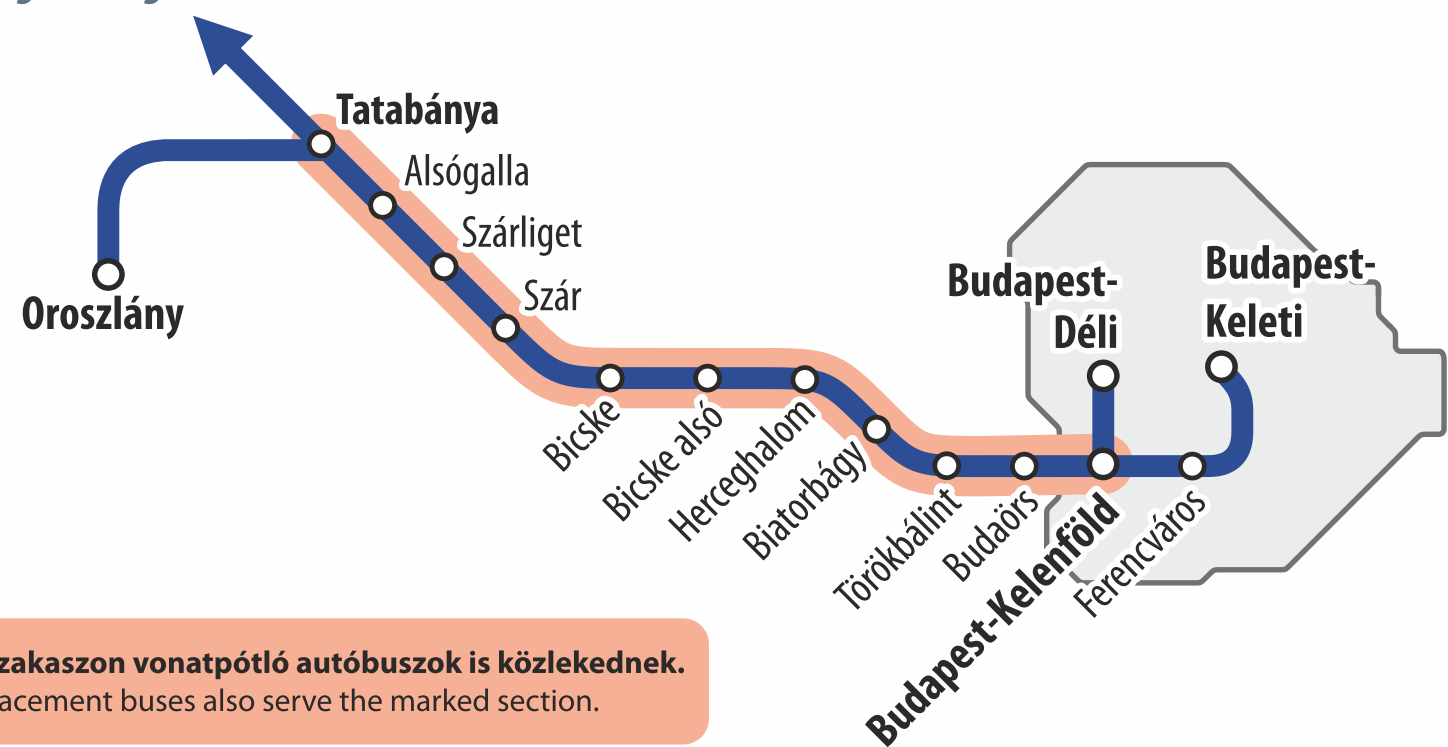 Tatabánya
Alsógalla
Szárliget
Szár
Oroszlány
Bicske
Bicske alsó
Herceghalom
Biatorbágy
Törökbálint
Budaörs
Budapest-Kelenföld
Ferencváros
Budapest-
Déli
Budapest-
Keleti
zakaszon vonatpótló autóbuszok is közlekednek.
acement buses also serve the marked section.